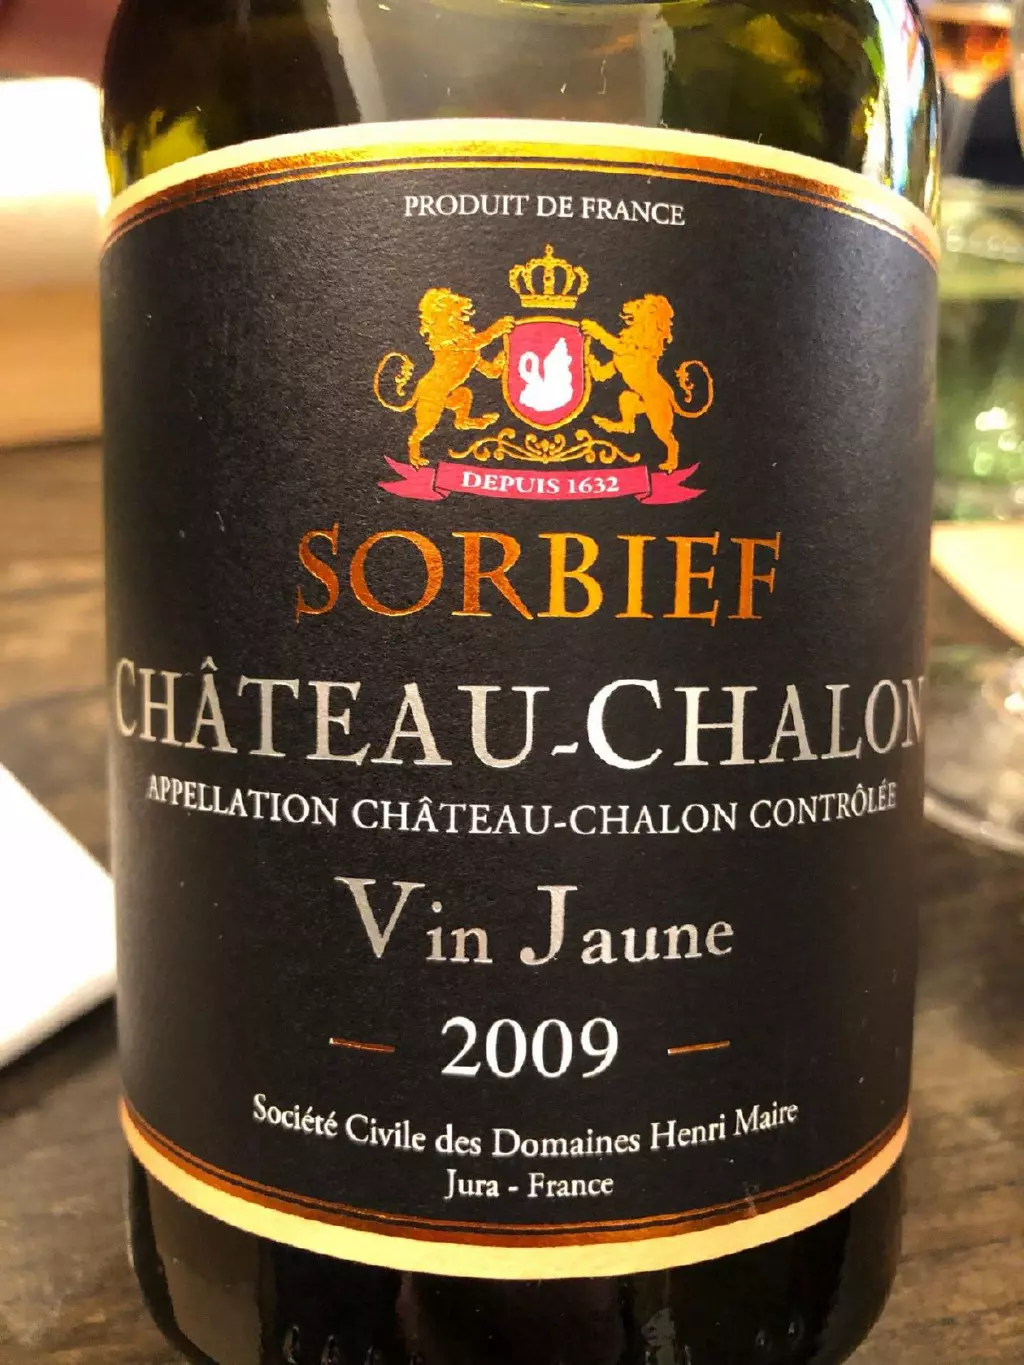 PRODUIT DE FRANCE
DEPUIS 1632
SORBIEF
CHÂTEAU-CHALON
APPELLATION CHÂTEAU-CHALON CONTRÔLÉE
Vin Jaune
2009
Société Civile des Domaines Henri Maire
Jura - France